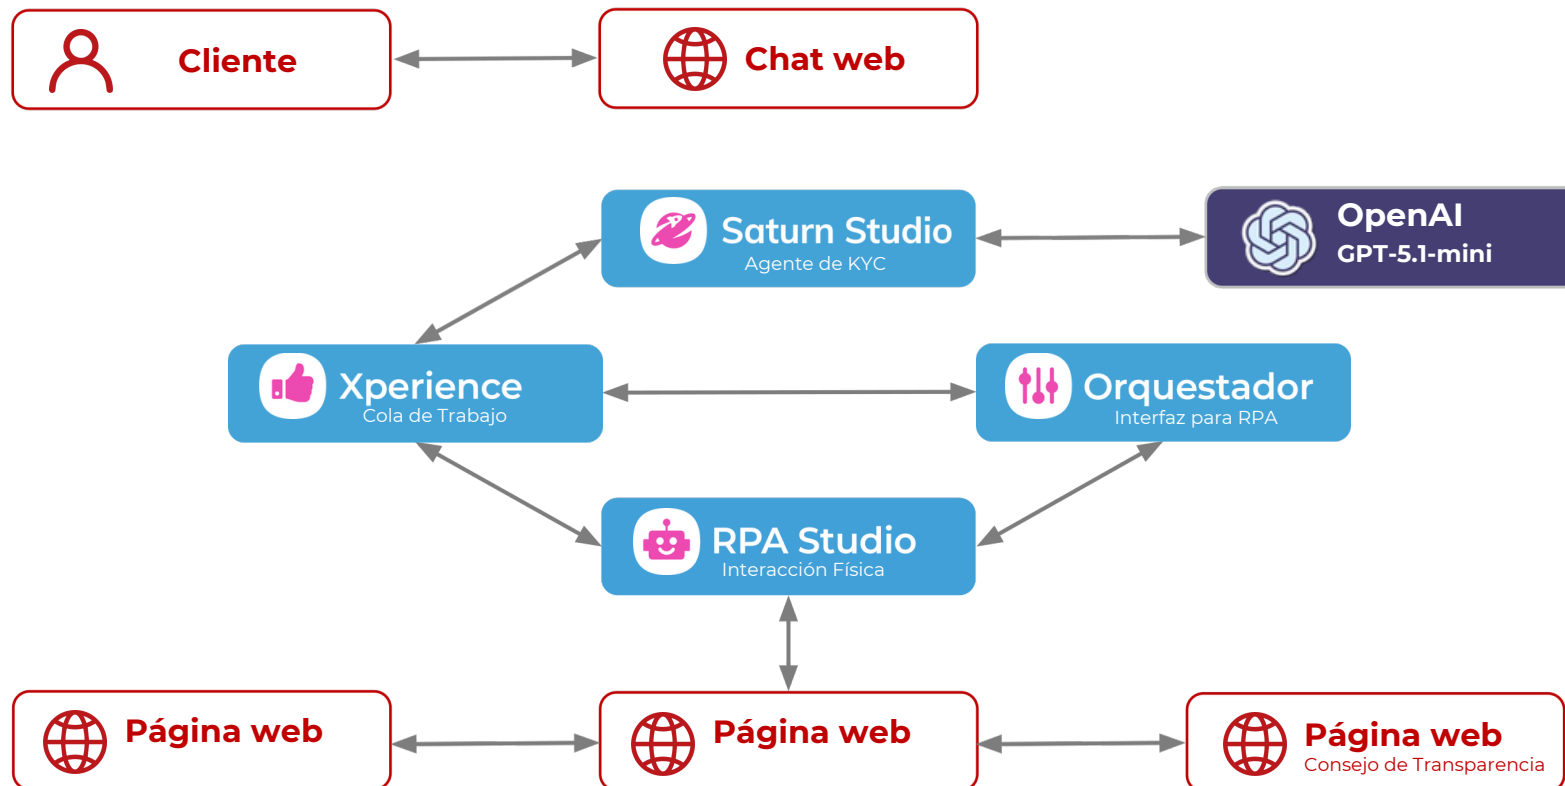 Cliente
Chat web
Saturn Studio
Agente de KYC
OpenAI
GPT-5.1-mini
Xperience
Cola de Trabajo
Orquestador
Interfaz para RPA
RPA Studio
Interacción Física
Página web
Página web
Página web
Consejo de Transparencia